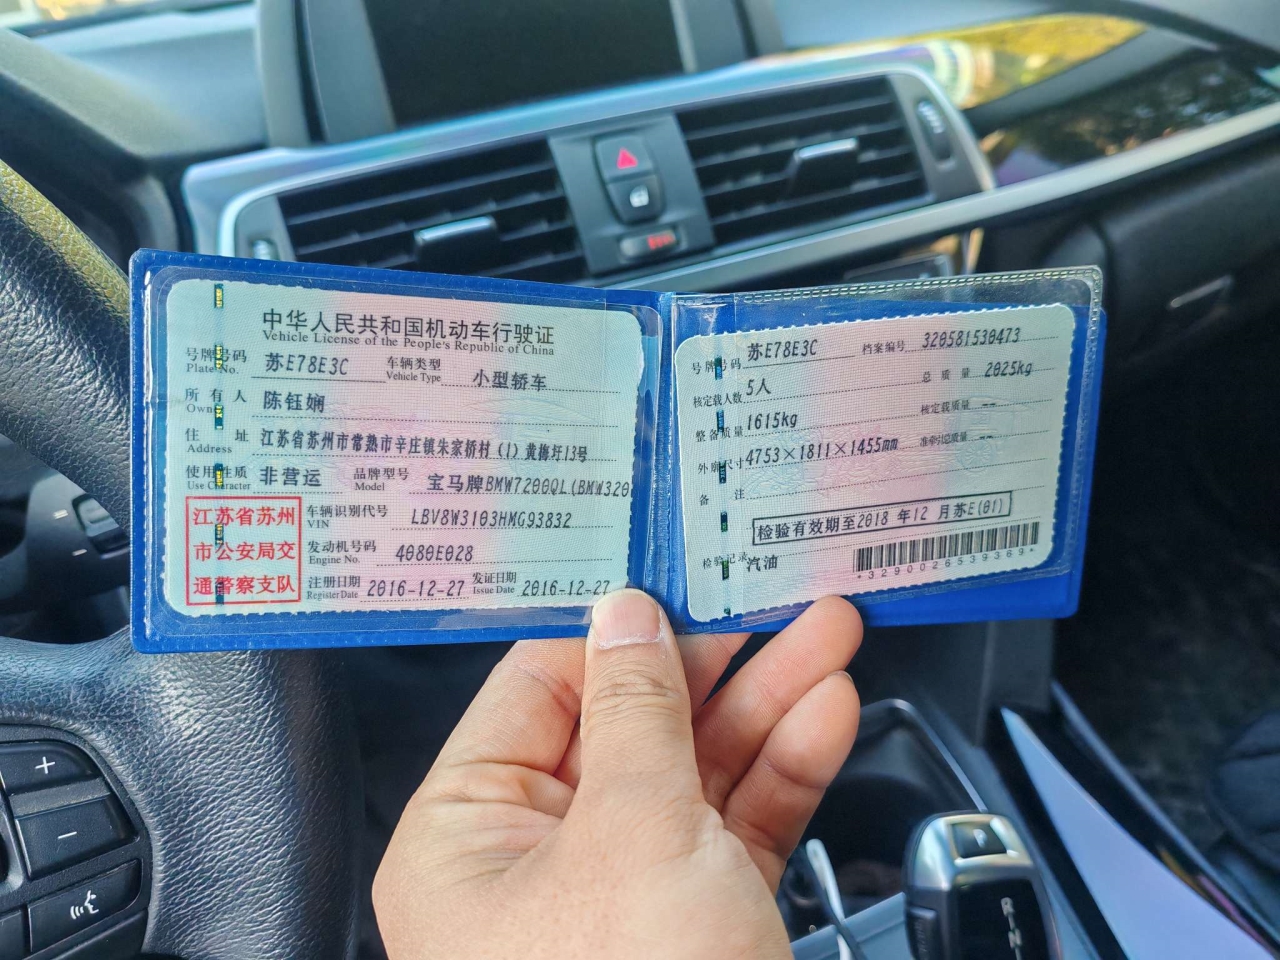 中华人民共和国机动车行驶证
Vehicle License of the People's Republic of China
号牌号码 Plate No. 苏E78E3C 车辆类型 Vehicle Type 小型轿车
所有人 Owner 陈钰娴
住址 Address 江苏省苏州市常熟市辛庄镇朱家桥村(1)黄梅圩13号
使用性质 Use Character 非营运 品牌型号 Model 宝马牌BMW7200QL(BMW320
江苏省苏州
市公安局交
通警察支队
车辆识别代号 VIN LBV8W3103HMG93832
发动机号码 Engine No. 4080E028
注册日期 Register Date 2016-12-27 发证日期 Issue Date 2016-12-27
号牌号码 苏E78E3C 档案编号 320581530473
核定载人数 5人 总质量 2025kg
整备质量 1615kg 核定载质量 --
外廓尺寸 4753×1811×1455mm 准牵引总质量 --
备注
检验有效期至2018年12月苏E(01)
检验记录 汽油
*3290026539369*
+
-
R
N